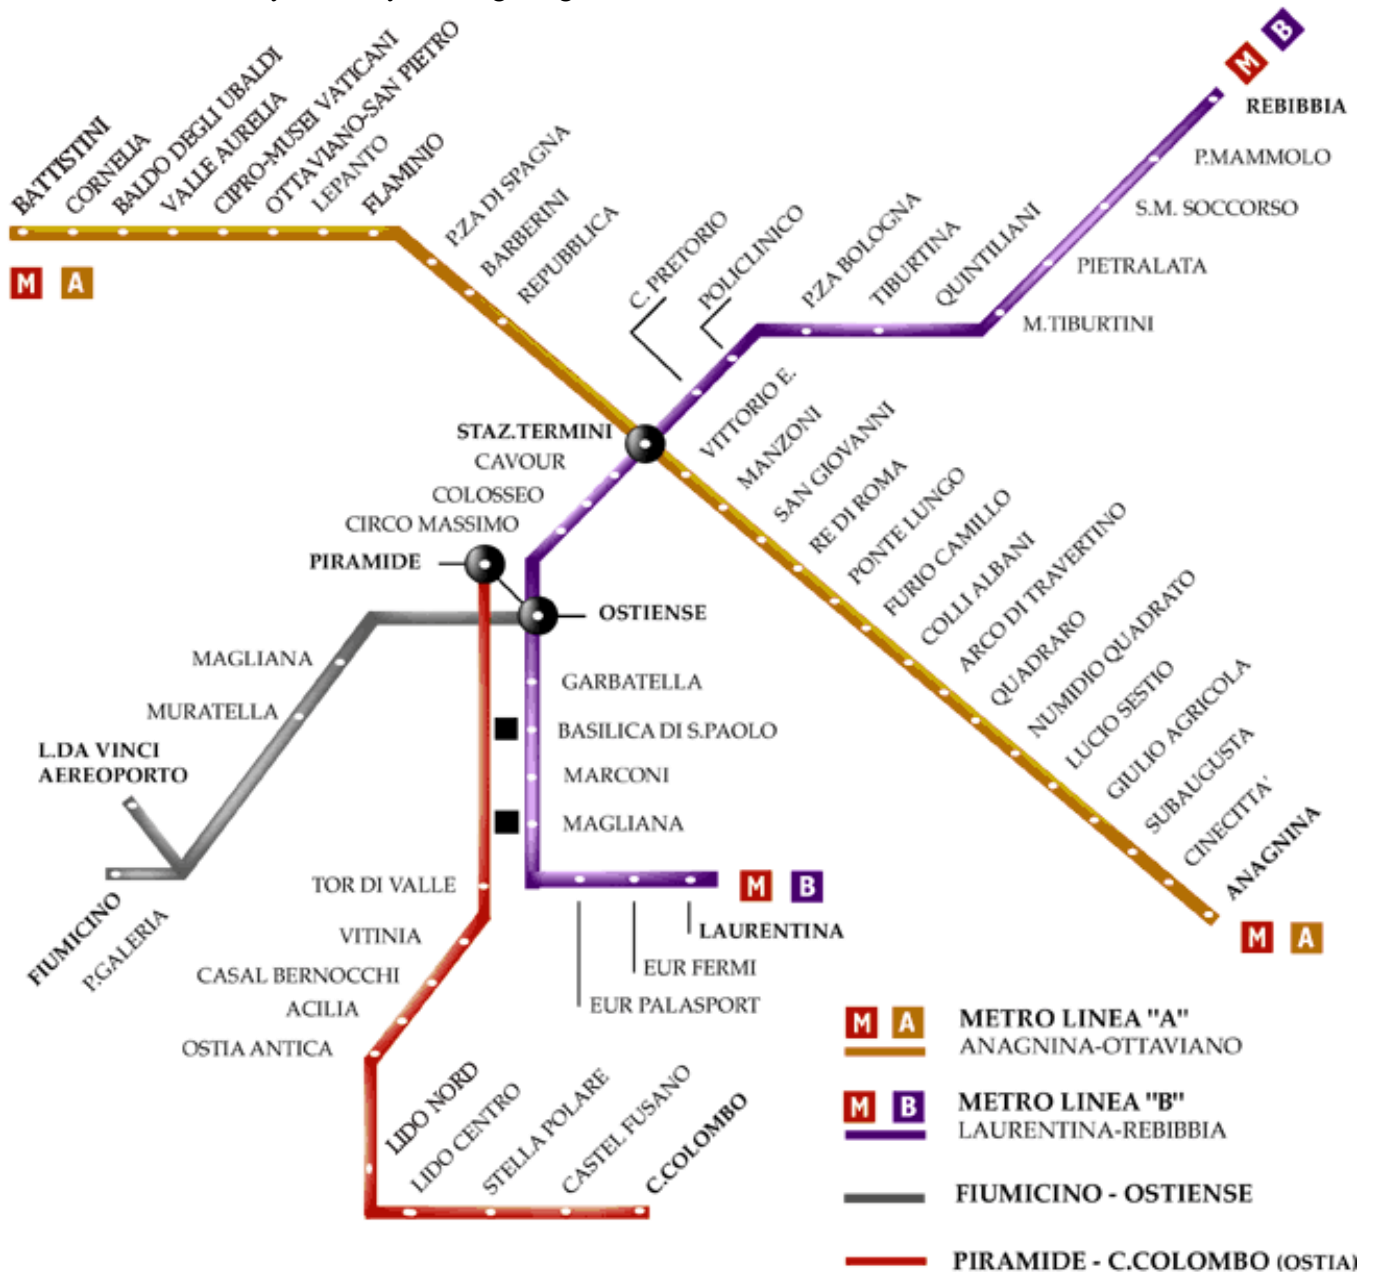 BATTISTINI
CORNELIA
BALDO DEGLI UBALDI
VALLE AURELIA
CIPRO-MUSEI VATICANI
OTTAVIANO-SAN PIETRO
LEPANTO
FLAMINIO
P.ZA DI SPAGNA
BARBERINI
REPUBBLICA
M A
C. PRETORIO
POLICLINICO
P.ZA BOLOGNA
TIBURTINA
QUINTILIANI
M B
REBIBBIA
P.MAMMOLO
S.M. SOCCORSO
PIETRALATA
M.TIBURTINI
STAZ.TERMINI
CAVOUR
COLOSSEO
CIRCO MASSIMO
PIRAMIDE
OSTIENSE
VITTORIO E.
MANZONI
SAN GIOVANNI
RE DI ROMA
PONTE LUNGO
FURIO CAMILLO
COLLI ALBANI
ARCO DI TRAVERTINO
QUADRARO
NUMIDIO QUADRATO
LUCIO SESTIO
GIULIO AGRICOLA
SUBAUGUSTA
CINECITTA'
ANAGNINA
M A
MAGLIANA
MURATELLA
L.DA VINCI
AEREOPORTO
FIUMICINO
P.GALERIA
GARBATELLA
BASILICA DI S.PAOLO
MARCONI
MAGLIANA
M B
LAURENTINA
EUR FERMI
EUR PALASPORT
TOR DI VALLE
VITINIA
CASAL BERNOCCHI
ACILIA
OSTIA ANTICA
LIDO NORD
LIDO CENTRO
STELLA POLARE
CASTEL FUSANO
C.COLOMBO
M A METRO LINEA "A"
ANAGNINA-OTTAVIANO
M B METRO LINEA "B"
LAURENTINA-REBIBBIA
FIUMICINO - OSTIENSE
PIRAMIDE - C.COLOMBO (OSTIA)